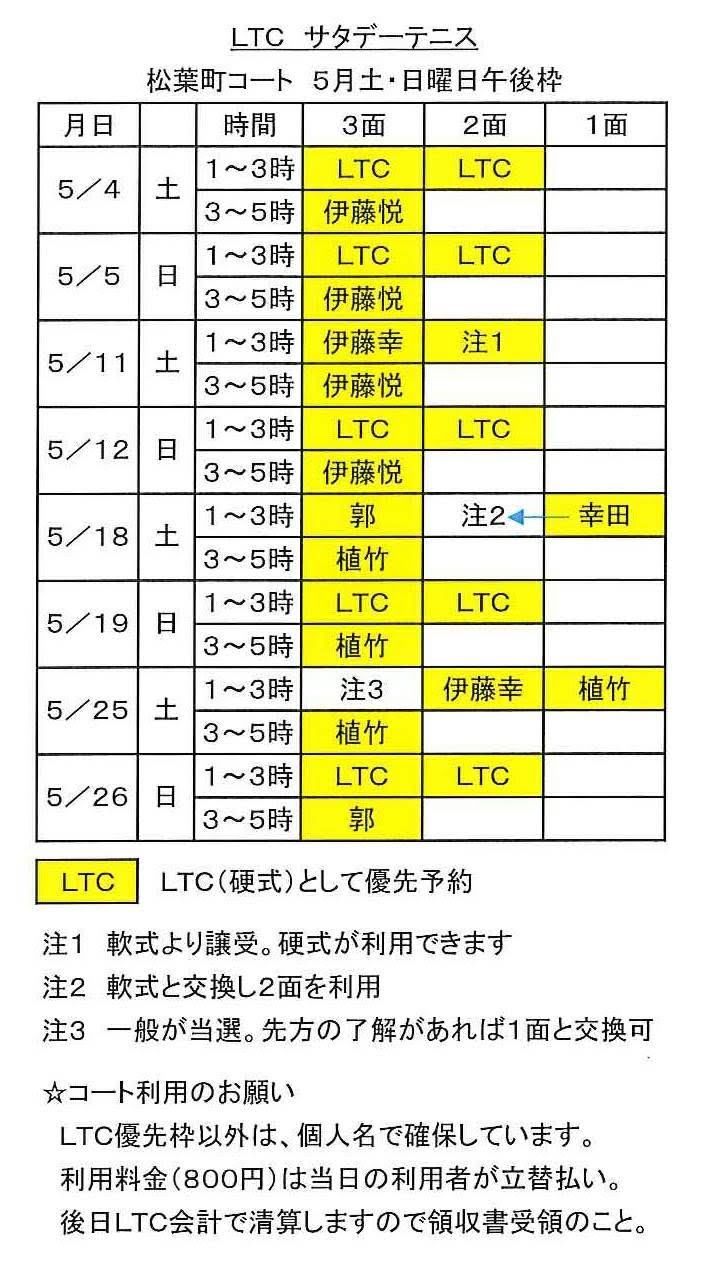 LTC サタデーテニス
松葉町コート 5月土・日曜日午後枠
月日 時間 3面 2面 1面
5/4 土 1~3時 LTC LTC
3~5時 伊藤悦
5/5 日 1~3時 LTC LTC
3~5時 伊藤悦
5/11 土 1~3時 伊藤幸 注1
3~5時 伊藤悦
5/12 日 1~3時 LTC LTC
3~5時 伊藤悦
5/18 土 1~3時 郭 注2 幸田
3~5時 植竹
5/19 日 1~3時 LTC LTC
3~5時 植竹
5/25 土 1~3時 注3 伊藤幸 植竹
3~5時 植竹
5/26 日 1~3時 LTC LTC
3~5時 郭
LTC LTC(硬式)として優先予約
注1 軟式より譲受。硬式が利用できます
注2 軟式と交換し2面を利用
注3 一般が当選。先方の了解があれば1面と交換可
☆コート利用のお願い
LTC優先枠以外は、個人名で確保しています。
利用料金(800円)は当日の利用者が立替払い。
後日LTC会計で清算しますので領収書受領のこと。